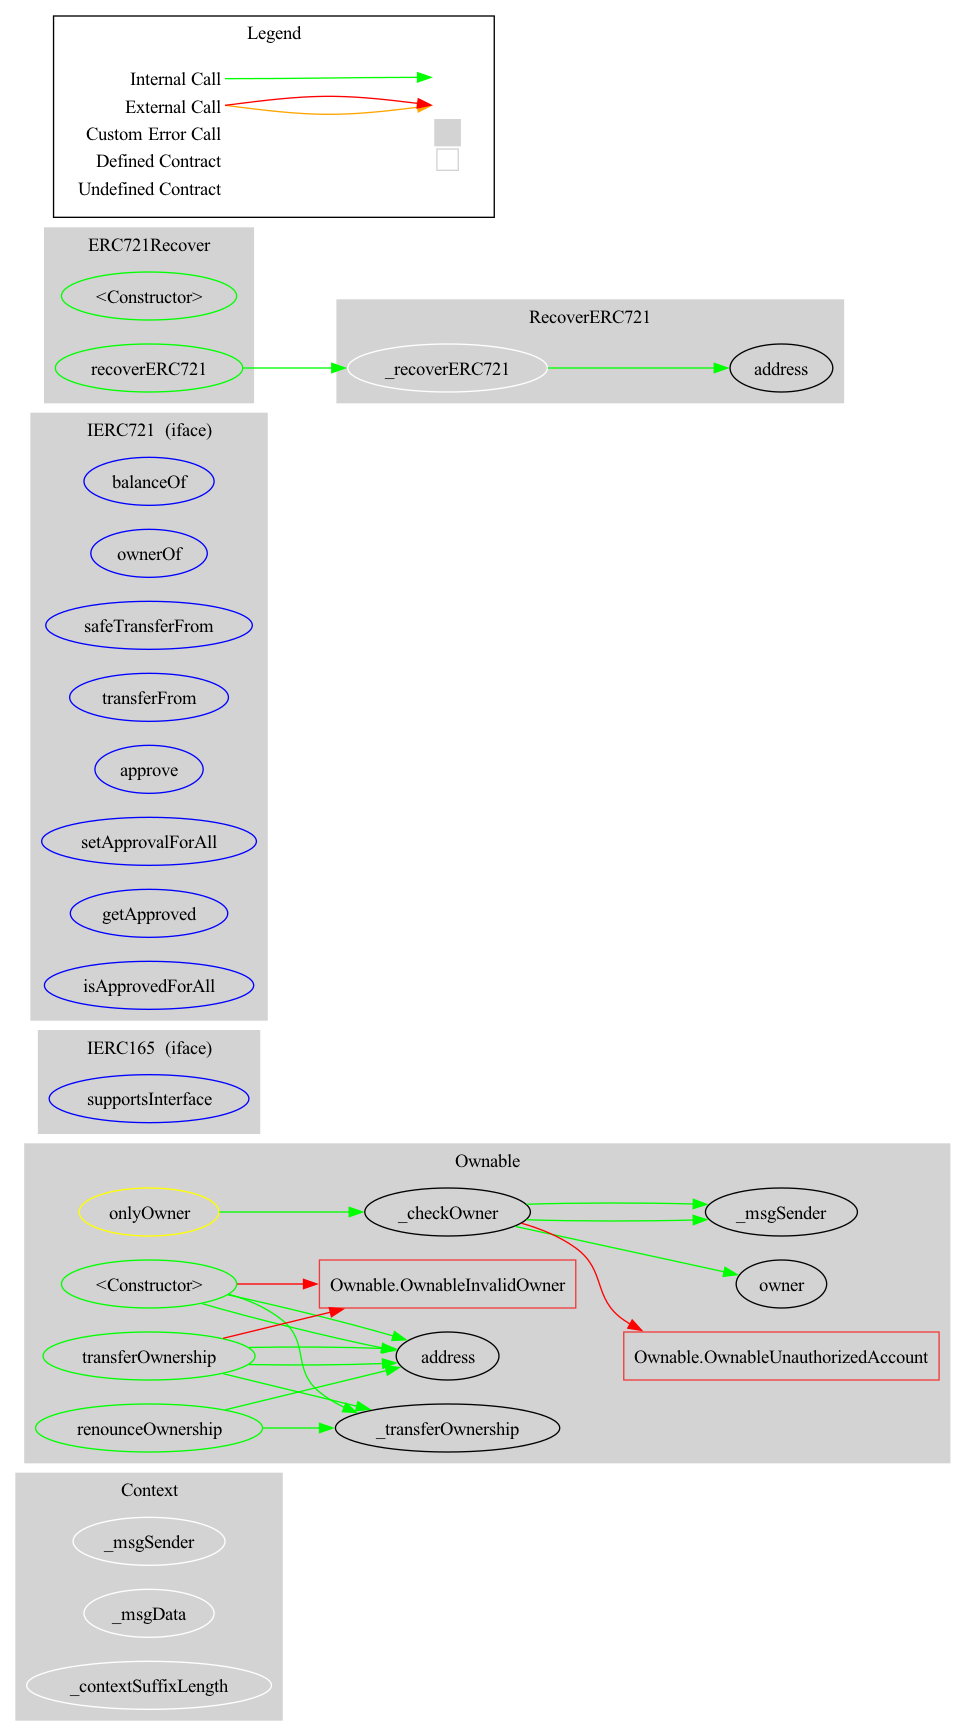 Legend
Internal Call
External Call
Custom Error Call
Defined Contract
Undefined Contract
ERC721Recover
<Constructor>
recoverERC721
RecoverERC721
_recoverERC721
address
IERC721  (iface)
balanceOf
ownerOf
safeTransferFrom
transferFrom
approve
setApprovalForAll
getApproved
isApprovedForAll
IERC165  (iface)
supportsInterface
Ownable
onlyOwner
_checkOwner
_msgSender
<Constructor>
Ownable.OwnableInvalidOwner
owner
transferOwnership
address
Ownable.OwnableUnauthorizedAccount
renounceOwnership
_transferOwnership
Context
_msgSender
_msgData
_contextSuffixLength